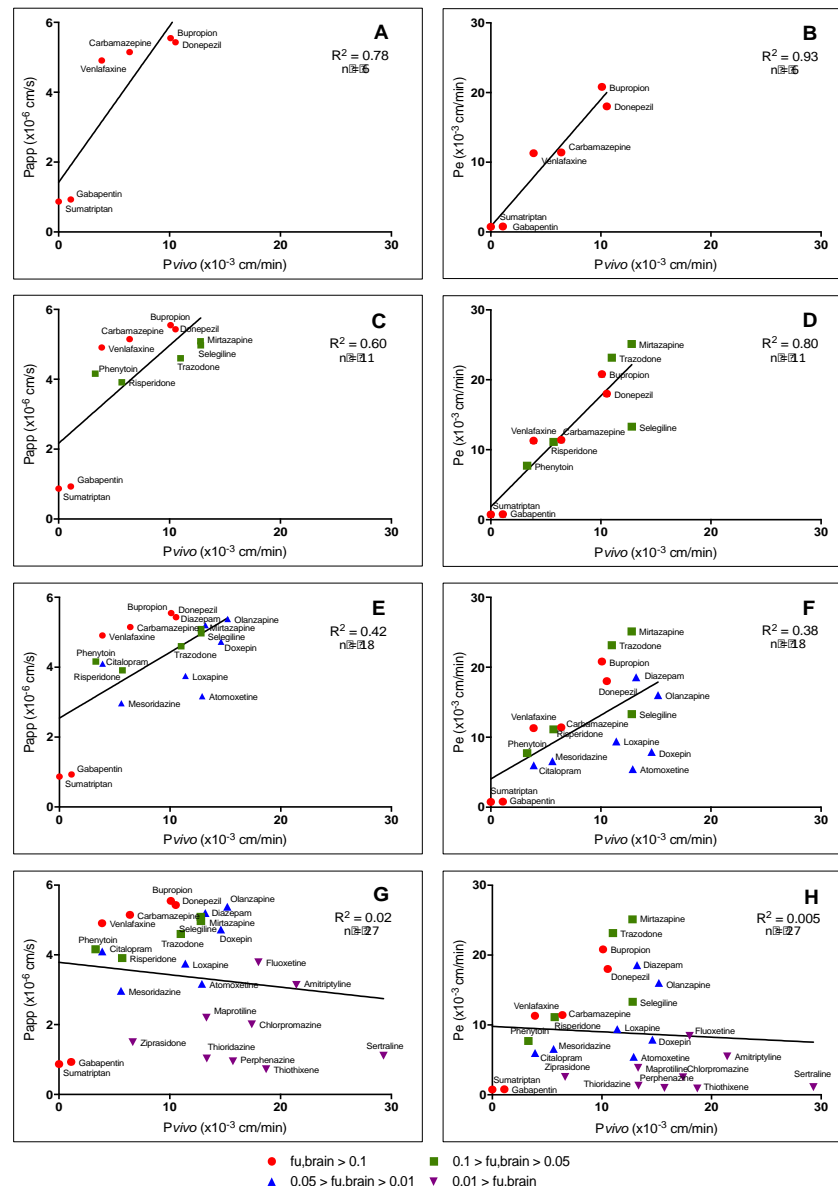 A
R² = 0.78
n = 6
Papp (x10⁻⁶ cm/s)
6
4
2
0
Bupropion
Carbamazepine
Donepezil
Venlafaxine
Gabapentin
Sumatriptan
0 10 20 30
Pvivo (x10⁻³ cm/min)
B
R² = 0.93
n = 6
Pe (x10⁻³ cm/min)
30
20
10
0
Bupropion
Donepezil
Carbamazepine
Venlafaxine
Sumatriptan
Gabapentin
0 10 20 30
Pvivo (x10⁻³ cm/min)
C
R² = 0.60
n = 11
Papp (x10⁻⁶ cm/s)
6
4
2
0
Bupropion
Carbamazepine
Donepezil
Venlafaxine
Mirtazapine
Selegiline
Phenytoin
Trazodone
Risperidone
Gabapentin
Sumatriptan
0 10 20 30
Pvivo (x10⁻³ cm/min)
D
R² = 0.80
n = 11
Pe (x10⁻³ cm/min)
30
20
10
0
Mirtazapine
Trazodone
Bupropion
Donepezil
Venlafaxine
Carbamazepine
Selegiline
Risperidone
Phenytoin
Sumatriptan
Gabapentin
0 10 20 30
Pvivo (x10⁻³ cm/min)
E
R² = 0.42
n = 18
Papp (x10⁻⁶ cm/s)
6
4
2
0
Bupropion
Donepezil
Diazepam
Olanzapine
Carbamazepine
Mirtazapine
Venlafaxine
Selegiline
Doxepin
Phenytoin
Citalopram
Trazodone
Risperidone
Loxapine
Mesoridazine
Atomoxetine
Gabapentin
Sumatriptan
0 10 20 30
Pvivo (x10⁻³ cm/min)
F
R² = 0.38
n = 18
Pe (x10⁻³ cm/min)
30
20
10
0
Mirtazapine
Trazodone
Bupropion
Diazepam
Donepezil
Olanzapine
Venlafaxine
Carbamazepine
Selegiline
Risperidone
Phenytoin
Loxapine
Mesoridazine
Doxepin
Citalopram
Atomoxetine
Sumatriptan
Gabapentin
0 10 20 30
Pvivo (x10⁻³ cm/min)
G
R² = 0.02
n = 27
Papp (x10⁻⁶ cm/s)
6
4
2
0
Bupropion
Donepezil
Olanzapine
Carbamazepine
Diazepam
Venlafaxine
Mirtazapine
Selegiline
Doxepin
Phenytoin
Citalopram
Trazodone
Risperidone
Loxapine
Fluoxetine
Mesoridazine
Atomoxetine
Amitriptyline
Maprotiline
Chlorpromazine
Ziprasidone
Thioridazine
Sertraline
Perphenazine
Thiothixene
Gabapentin
Sumatriptan
0 10 20 30
Pvivo (x10⁻³ cm/min)
H
R² = 0.005
n = 27
Pe (x10⁻³ cm/min)
30
20
10
0
Mirtazapine
Trazodone
Bupropion
Diazepam
Donepezil
Olanzapine
Venlafaxine
Carbamazepine
Selegiline
Risperidone
Loxapine
Fluoxetine
Phenytoin
Mesoridazine
Doxepin
Citalopram
Atomoxetine
Amitriptyline
Ziprasidone
Maprotiline
Chlorpromazine
Sumatriptan
Thioridazine
Perphenazine
Sertraline
Gabapentin
Thiothixene
0 10 20 30
Pvivo (x10⁻³ cm/min)
fu,brain > 0.1
0.1 > fu,brain > 0.05
0.05 > fu,brain > 0.01
0.01 > fu,brain